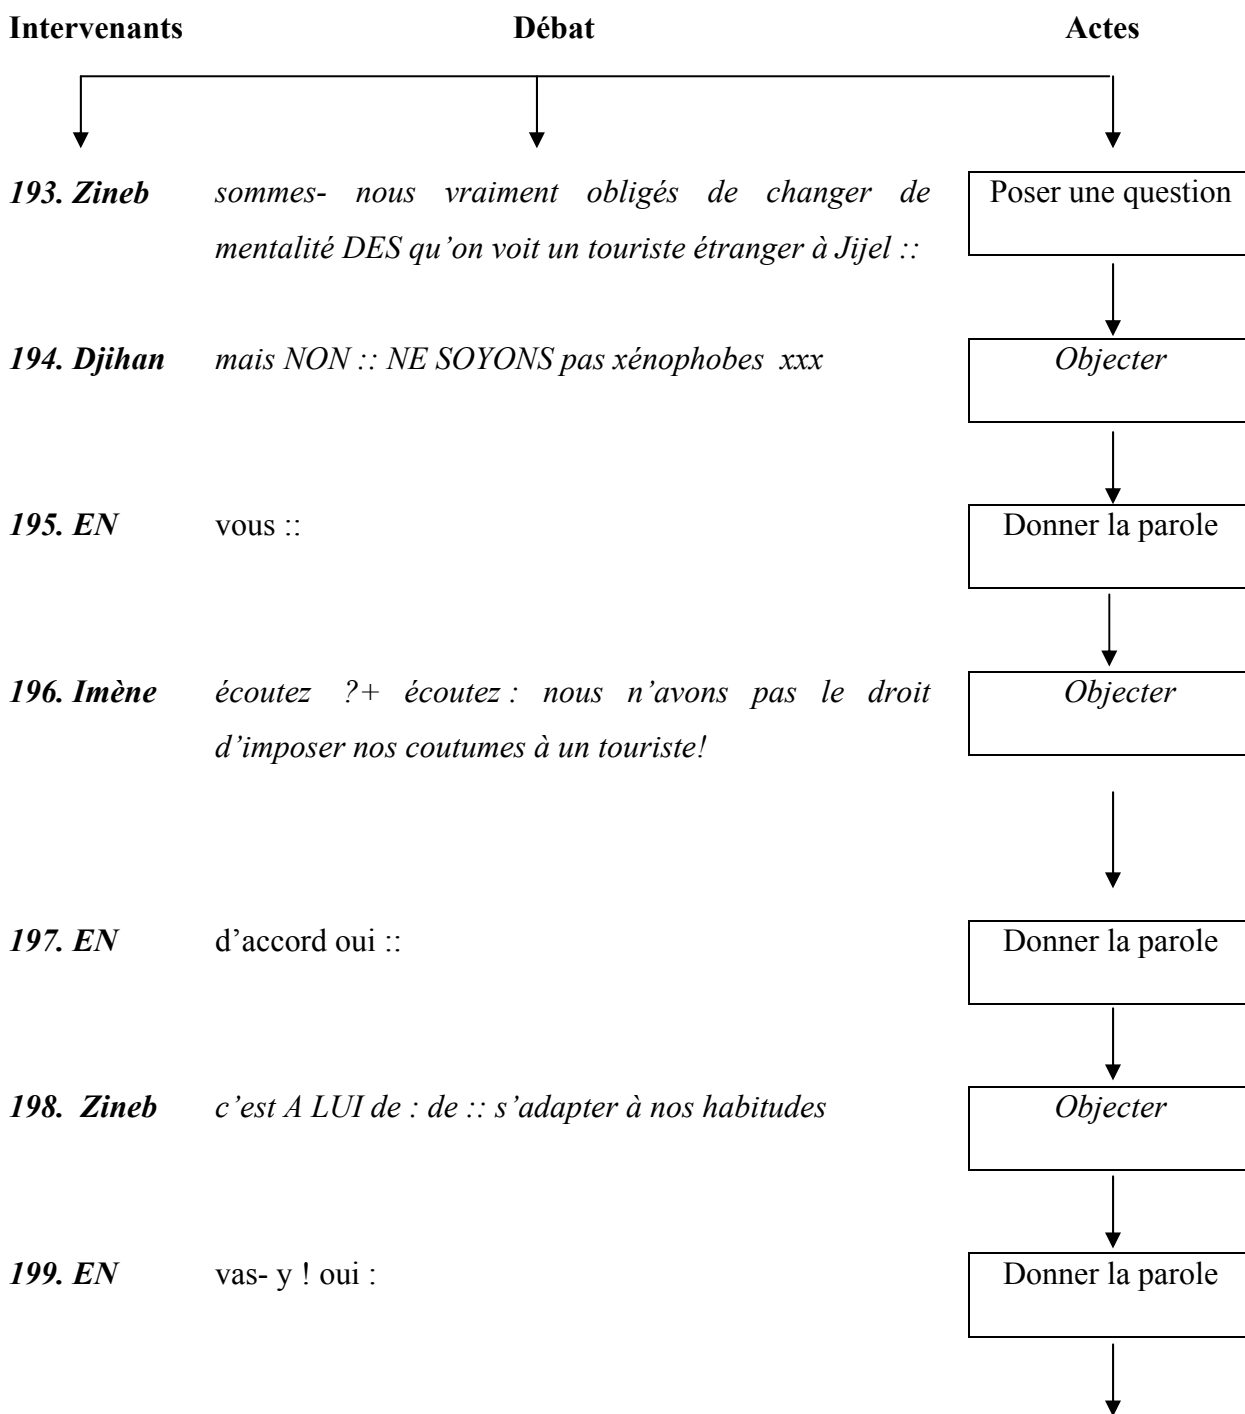 Intervenants Débat Actes
193. Zineb sommes- nous vraiment obligés de changer de Poser une question
mentalité DES qu’on voit un touriste étranger à Jijel ::
194. Djihan mais NON :: NE SOYONS pas xénophobes xxx Objecter
195. EN vous :: Donner la parole
196. Imène écoutez ?+ écoutez : nous n’avons pas le droit Objecter
d’imposer nos coutumes à un touriste!
197. EN d’accord oui :: Donner la parole
198. Zineb c’est A LUI de : de :: s’adapter à nos habitudes Objecter
199. EN vas- y ! oui : Donner la parole